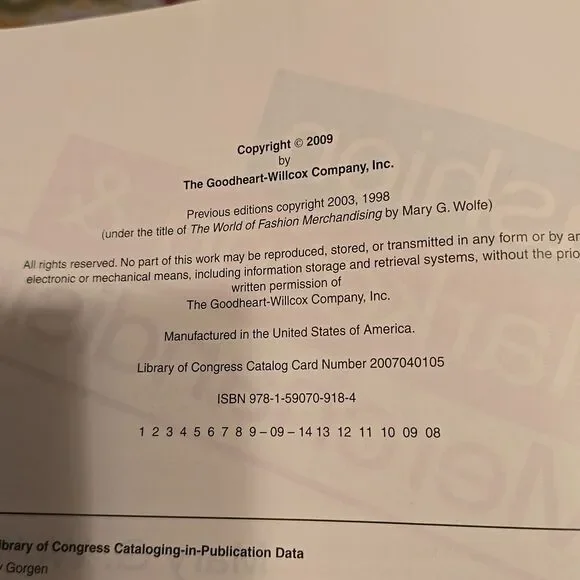 Copyright © 2009
by
The Goodheart-Willcox Company, Inc.
Previous editions copyright 2003, 1998
(under the title of The World of Fashion Merchandising by Mary G. Wolfe)
All rights reserved. No part of this work may be reproduced, stored, or transmitted in any form or by
electronic or mechanical means, including information storage and retrieval systems, without the
written permission of
The Goodheart-Willcox Company, Inc.
Manufactured in the United States of America.
Library of Congress Catalog Card Number 2007040105
ISBN 978-1-59070-918-4
1 2 3 4 5 6 7 8 9 – 09 – 14 13 12 11 10 09 08
of Congress Cataloging-in-Publication Data
Gorgen